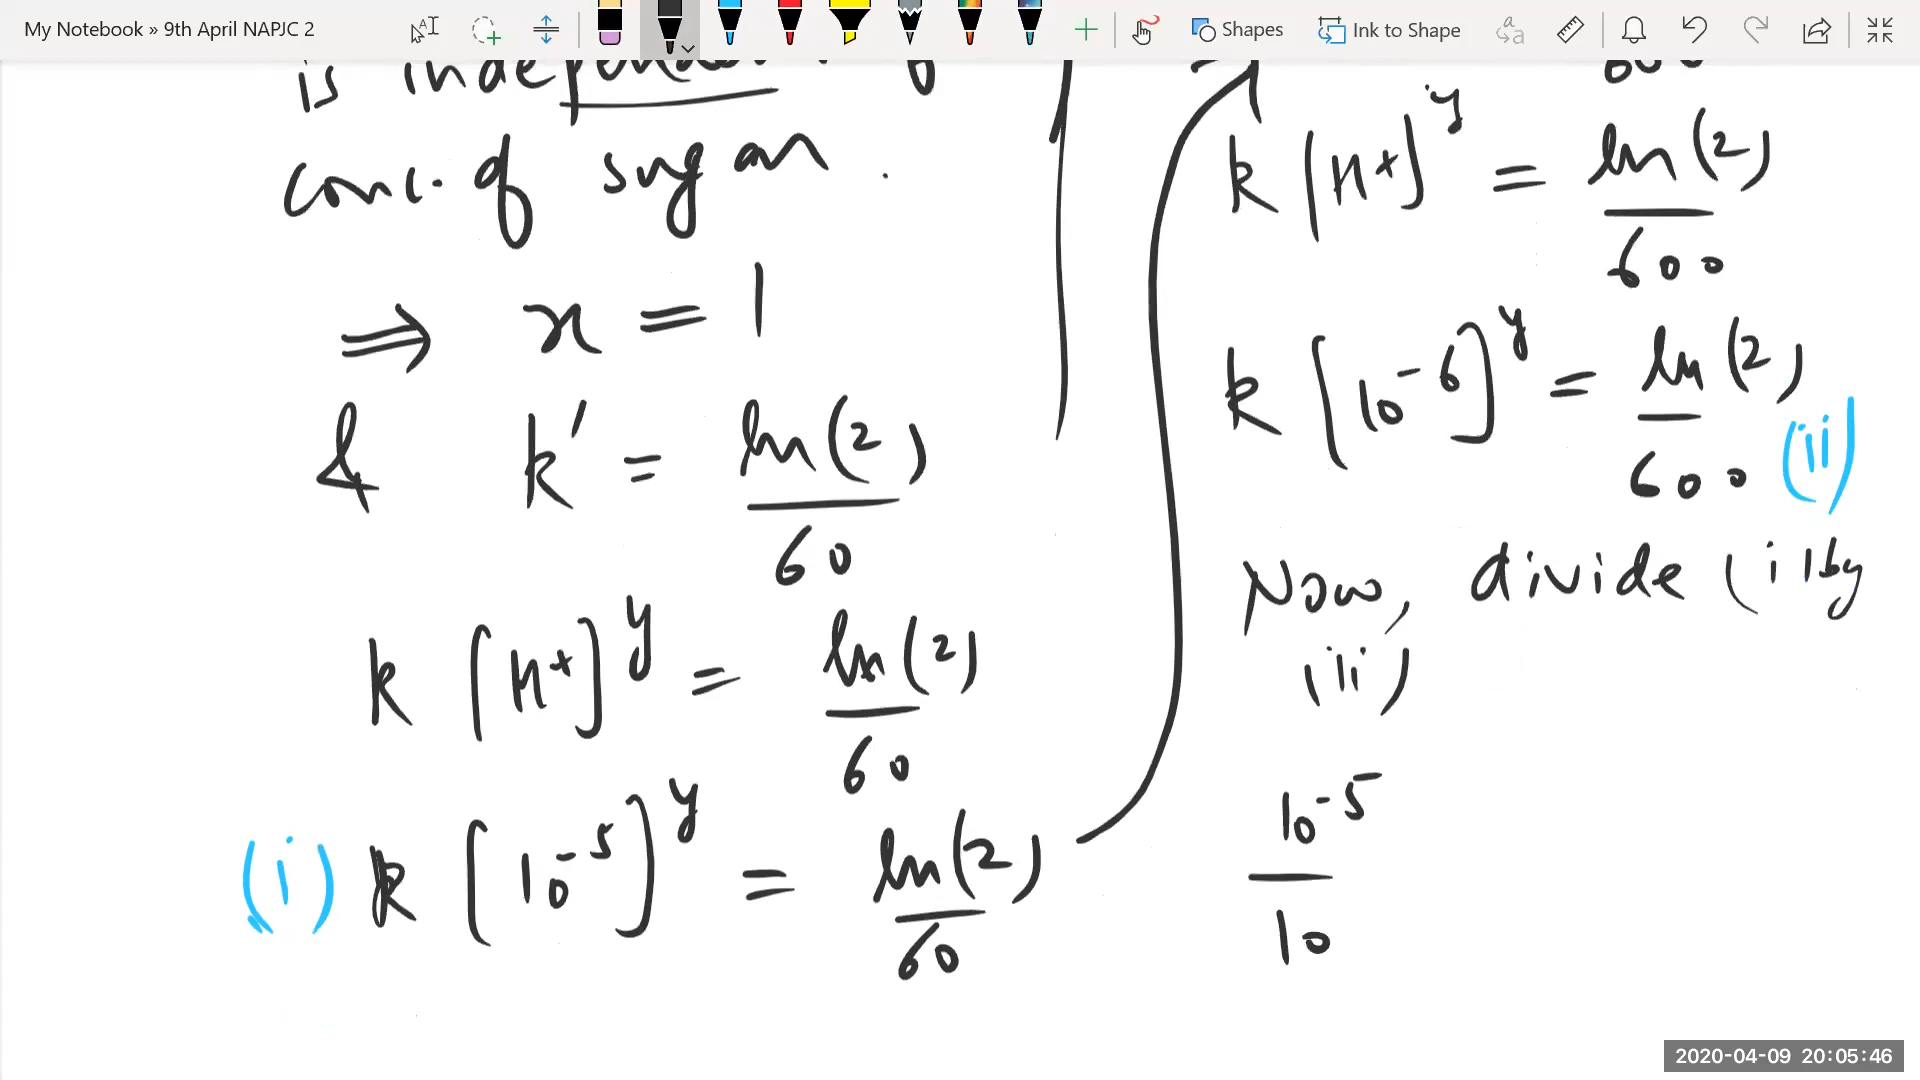 My Notebook » 9th April NAPJC 2
Shapes
Ink to Shape
is independent of
conc. of sugar.
⇒ x = 1
& k' = ln(2)/60
k [H+]^y = ln(2)/60
(i) k [10^-5]^y = ln(2)/60
k [H+]^y = ln(2)/600
k [10^-6]^y = ln(2)/600 (ii)
Now, divide (i) by
(ii)
10^-5
10
2020-04-09 20:05:46